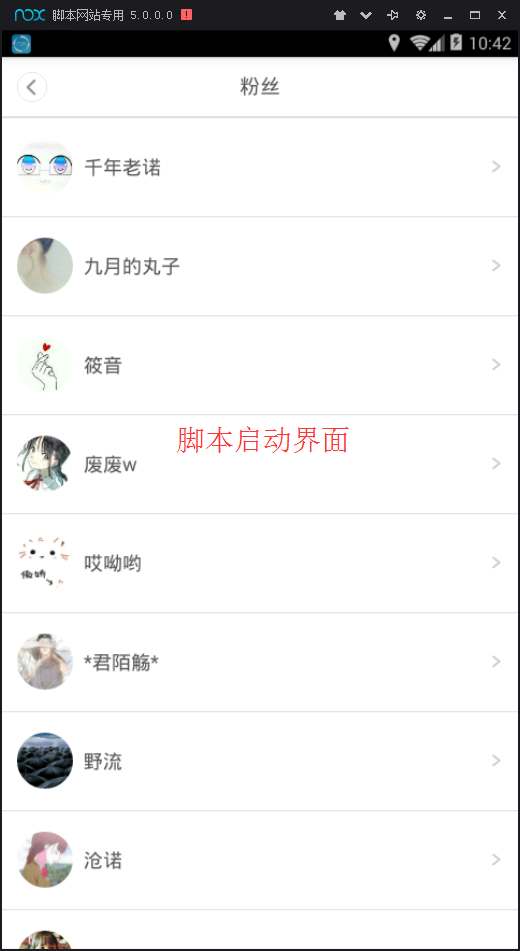 nox 脚本网站专用 5.0.0.0
10:42
粉丝
千年老诺
九月的丸子
筱音
脚本启动界面
废废w
哎呦哟
*君陌觞*
野流
沧诺